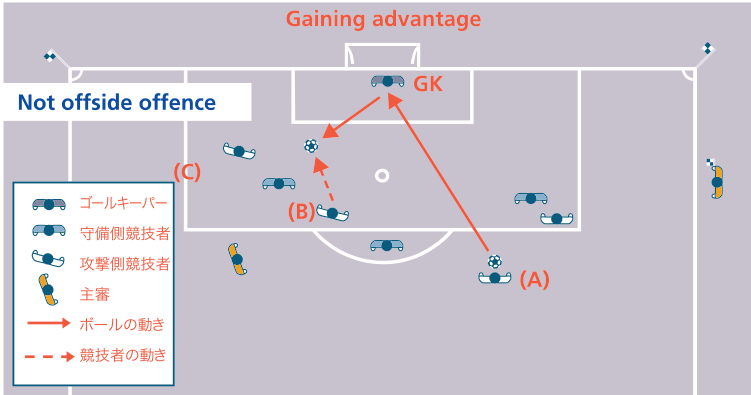 Gaining advantage
GK
Not offside offence
(C)
(B)
(A)
ゴールキーパー
守備側競技者
攻撃側競技者
主審
ボールの動き
競技者の動き